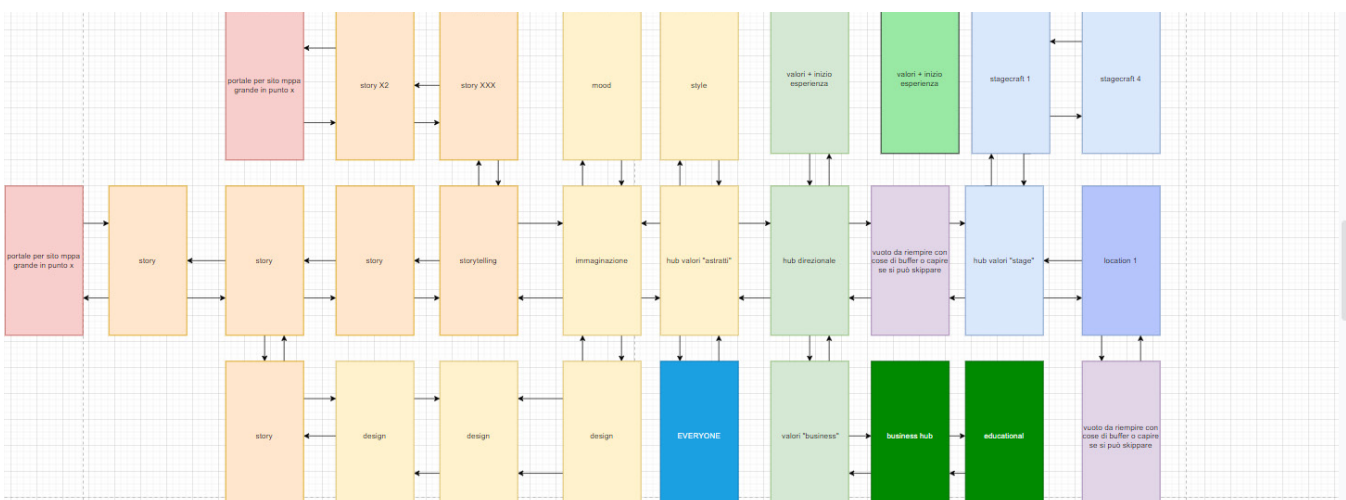 portale per sito mppa
grande in punto x
story X2
story XXX
mood
style
valori + inizio
esperienza
valori + inizio
esperienza
stagecraft 1
stagecraft 4
portale per sito mppa
grande in punto x
story
story
story
storytelling
immaginazione
hub valori "astratti"
hub direzionale
vuoto da riempire con
cose di buffer o capire
se si può skippare
hub valori "stage"
location 1
story
design
design
design
EVERYONE
valori "business"
business hub
educational
vuoto da riempire con
cose di buffer o capire
se si può skippare